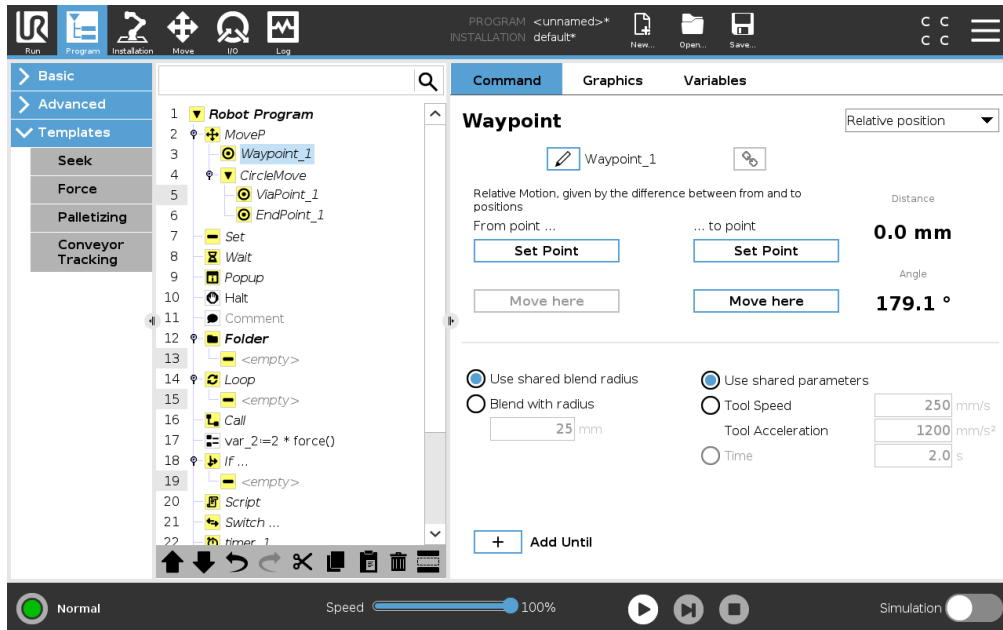 PROGRAM <unnamed>*
INSTALLATION default*
Run
Program
Installation
Move
I/O
Log
New...
Open...
Save...
C C
C C
Basic
Advanced
Templates
Seek
Force
Palletizing
Conveyor
Tracking
1 Robot Program
2 MoveP
3 Waypoint_1
4 CircleMove
5 ViaPoint_1
6 EndPoint_1
7 Set
8 Wait
9 Popup
10 Halt
11 Comment
12 Folder
13 <empty>
14 Loop
15 <empty>
16 Call
17 var_2:=2 * force()
18 If ...
19 <empty>
20 Script
21 Switch ...
22 timer_1
Command Graphics Variables
Waypoint
Relative position
Waypoint_1
Relative Motion, given by the difference between from and to
positions
From point ...
... to point
Set Point
Set Point
Move here
Move here
Distance
0.0 mm
Angle
179.1 °
Use shared blend radius
Blend with radius
25 mm
Use shared parameters
Tool Speed 250 mm/s
Tool Acceleration 1200 mm/s²
Time 2.0 s
+ Add Until
Normal
Speed 100%
Simulation